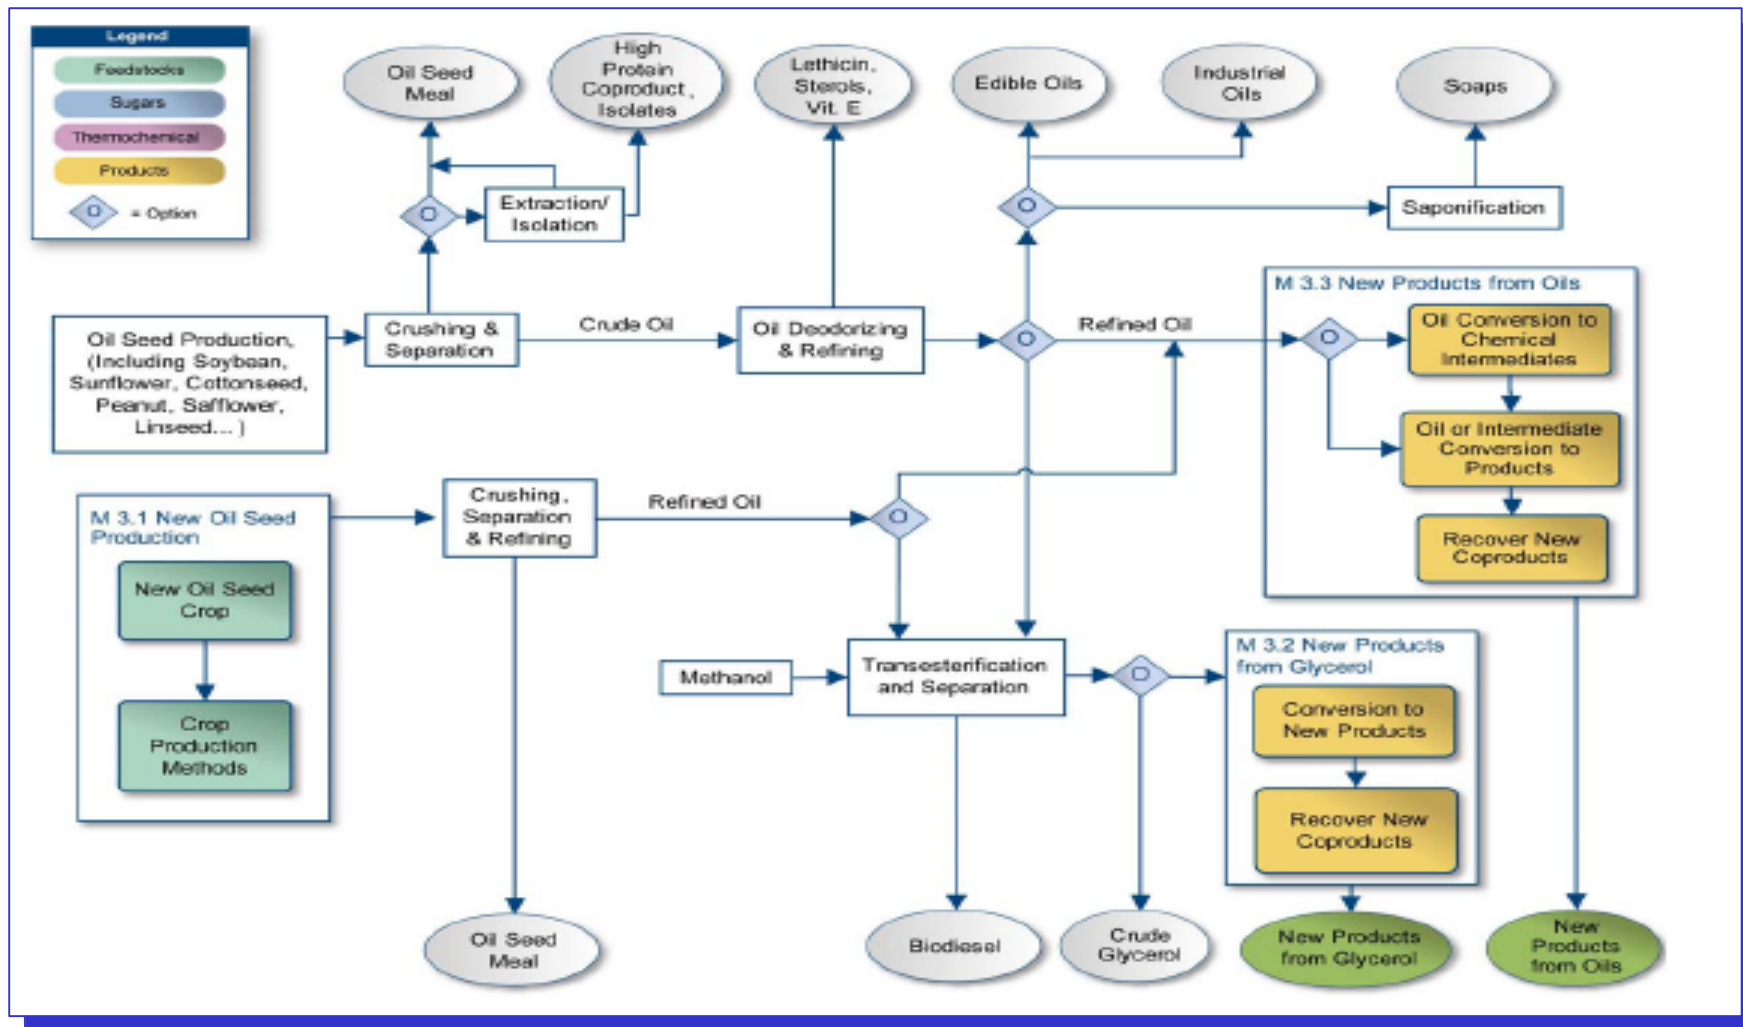 Legend
Feedstocks
Sugars
Thermochemical
Products
O = Option
Oil Seed
Meal
High
Protein
Coproduct,
Isolates
Lethicin,
Sterols,
Vit. E
Edible Oils
Industrial
Oils
Soaps
O
Extraction/
Isolation
O
Saponification
Oil Seed Production,
(Including Soybean,
Sunflower, Cottonseed,
Peanut, Safflower,
Linseed... )
Crushing &
Separation
Crude Oil
Oil Deodorizing
& Refining
O
Refined Oil
M 3.3 New Products from Oils
O
Oil Conversion to
Chemical
Intermediates
Oil or Intermediate
Conversion to
Products
Recover New
Coproducts
M 3.1 New Oil Seed
Production
New Oil Seed
Crop
Crop
Production
Methods
Crushing,
Separation
& Refining
Refined Oil
O
Methanol
Transesterification
and Separation
O
M 3.2 New Products
from Glycerol
Conversion to
New Products
Recover New
Coproducts
Oil Seed
Meal
Biodiesel
Crude
Glycerol
New Products
from Glycerol
New
Products
from Oils